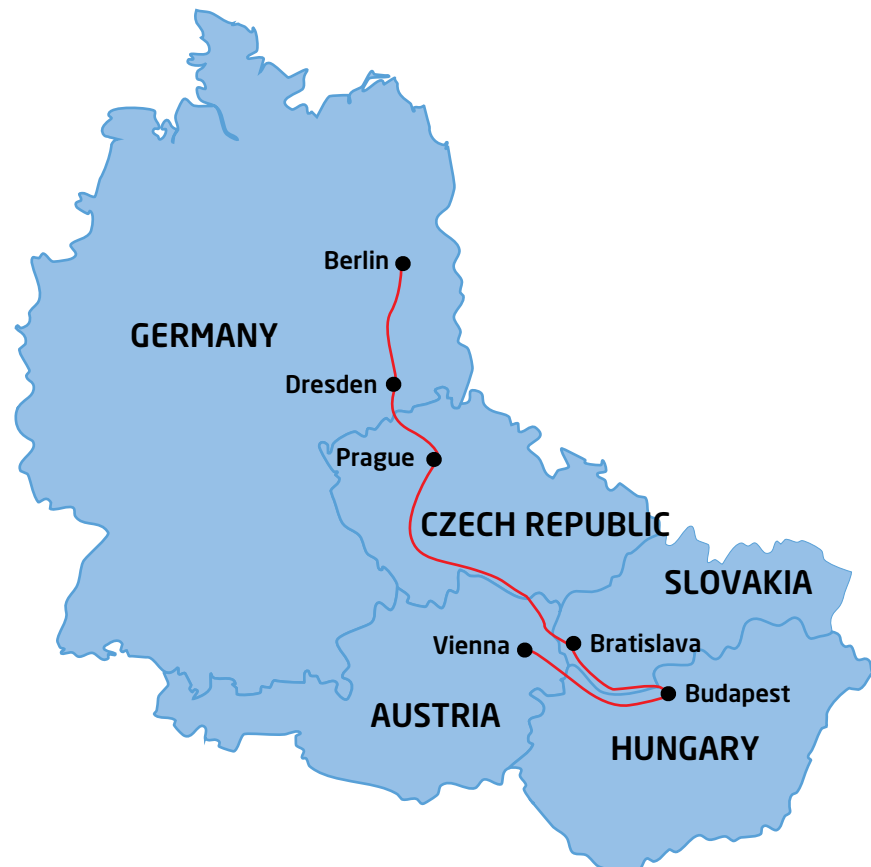 Berlin
GERMANY
Dresden
Prague
CZECH REPUBLIC
SLOVAKIA
Vienna
Bratislava
Budapest
AUSTRIA
HUNGARY